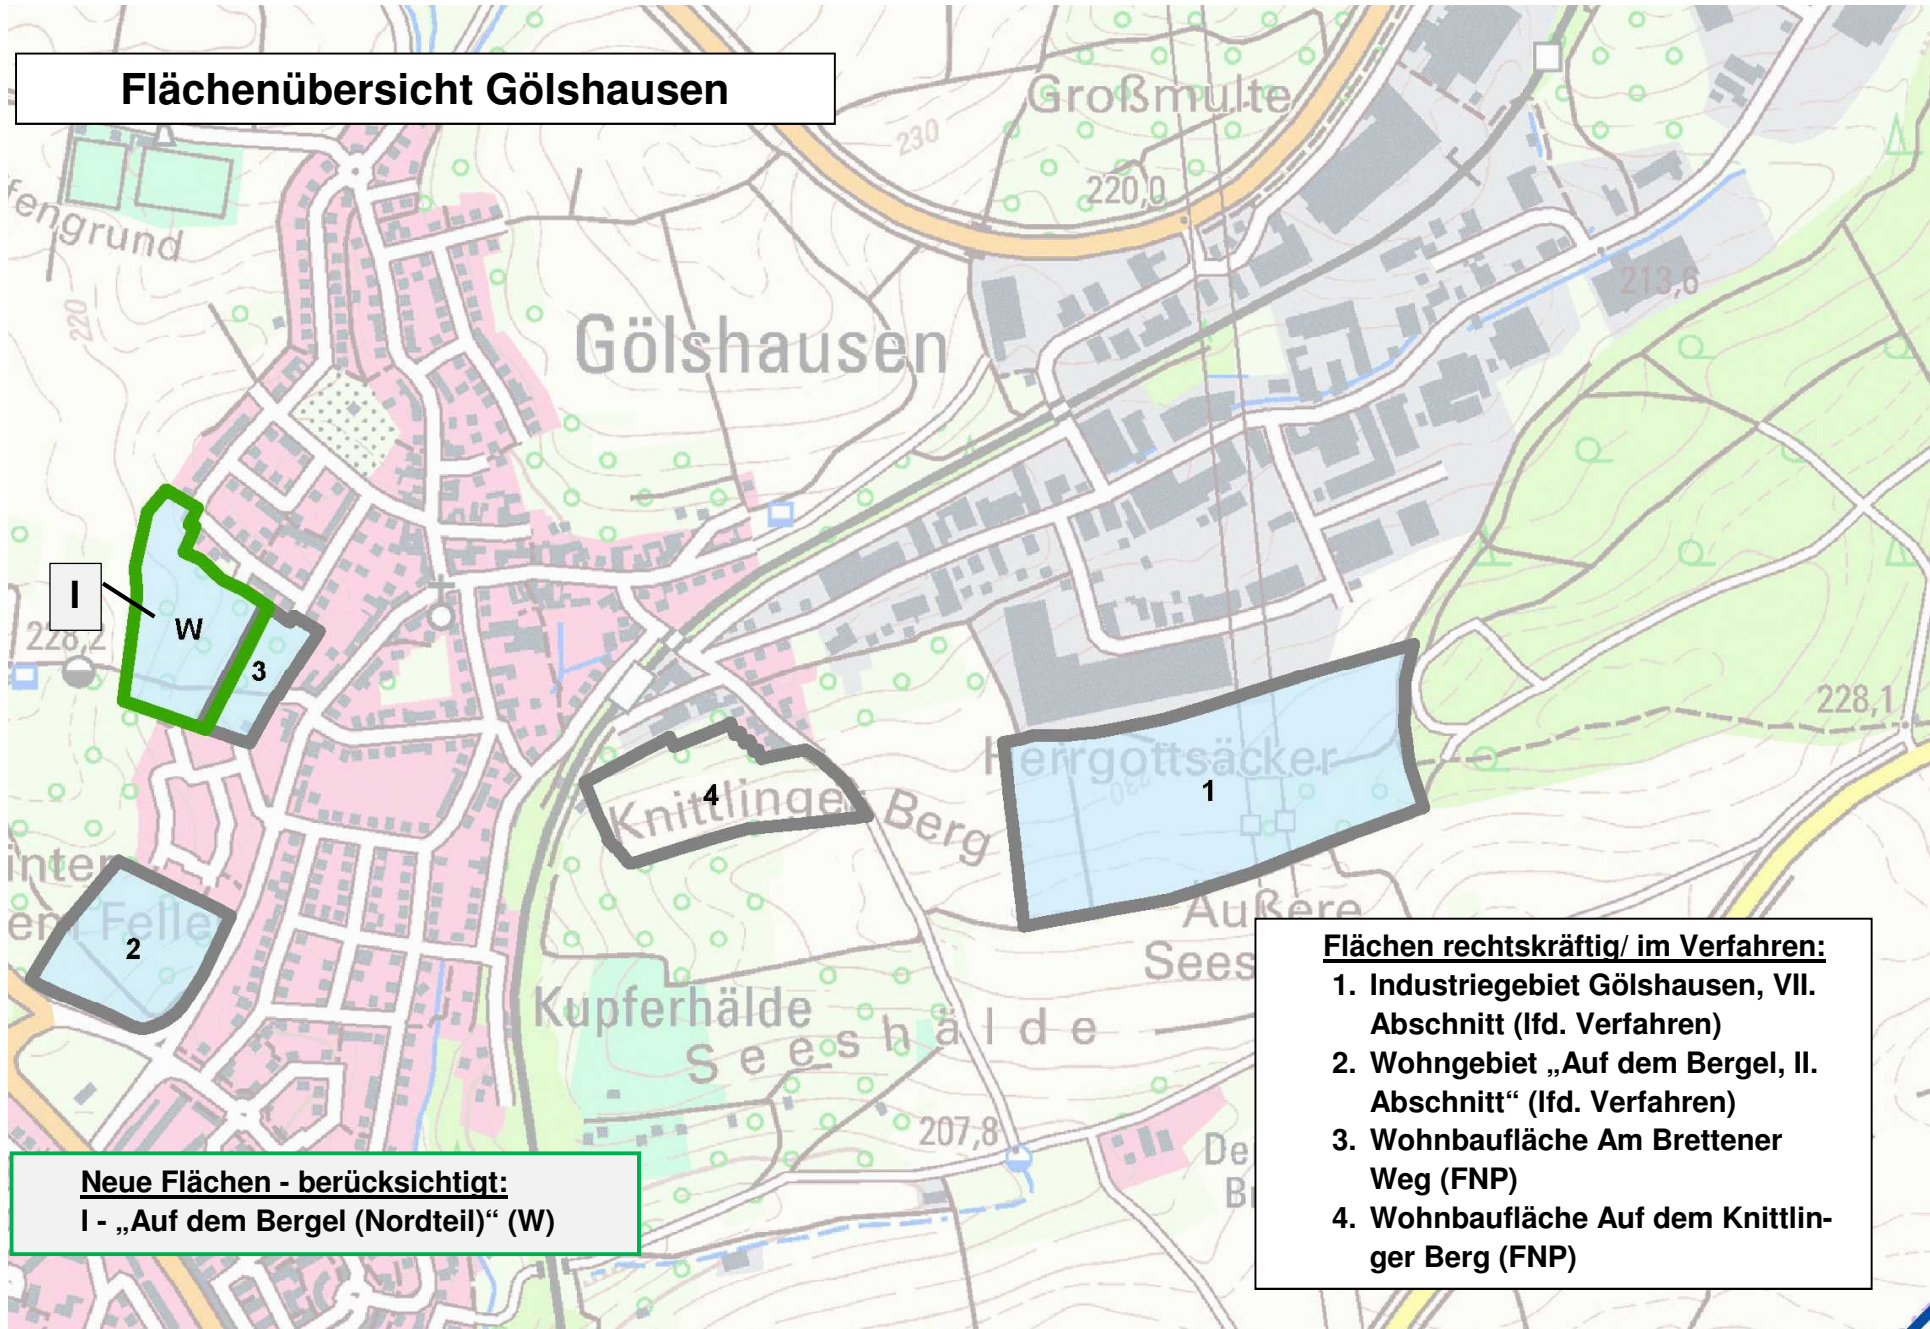 Flächenübersicht Gölshausen
Großmulte
230
220,0
fengrund
220
213,6
Gölshausen
I
W
3
228,2
228,1
Herrgottsäcker
1
4
Knittlinger Berg
2
Felle
Äußere
Sees
Kupferhälde
Seeshälde
207,8
De
B
Flächen rechtskräftig/ im Verfahren:
1. Industriegebiet Gölshausen, VII.
Abschnitt (lfd. Verfahren)
2. Wohngebiet „Auf dem Bergel, II.
Abschnitt“ (lfd. Verfahren)
3. Wohnbaufläche Am Brettener
Weg (FNP)
4. Wohnbaufläche Auf dem Knittlin-
ger Berg (FNP)
Neue Flächen - berücksichtigt:
I - „Auf dem Bergel (Nordteil)“ (W)